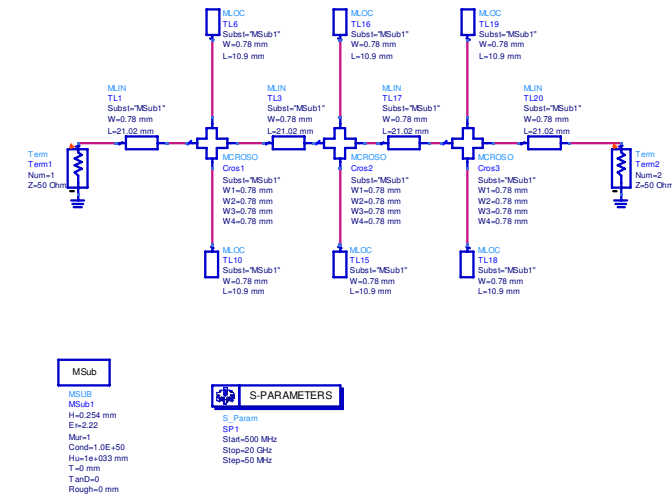 MLOC
TL6
Subst="MSub1"
W=0.78 mm
L=10.9 mm
MLOC
TL16
Subst="MSub1"
W=0.78 mm
L=10.9 mm
MLOC
TL19
Subst="MSub1"
W=0.78 mm
L=10.9 mm
MLIN
TL1
Subst="MSub1"
W=0.78 mm
L=21.02 mm
MLIN
TL3
Subst="MSub1"
W=0.78 mm
L=21.02 mm
MLIN
TL17
Subst="MSub1"
W=0.78 mm
L=21.02 mm
MLIN
TL20
Subst="MSub1"
W=0.78 mm
L=21.02 mm
Term
Term1
Num=1
Z=50 Ohm
MCROSO
Cros1
Subst="MSub1"
W1=0.78 mm
W2=0.78 mm
W3=0.78 mm
W4=0.78 mm
MCROSO
Cros2
Subst="MSub1"
W1=0.78 mm
W2=0.78 mm
W3=0.78 mm
W4=0.78 mm
MCROSO
Cros3
Subst="MSub1"
W1=0.78 mm
W2=0.78 mm
W3=0.78 mm
W4=0.78 mm
Term
Term2
Num=2
Z=50 Ohm
MLOC
TL10
Subst="MSub1"
W=0.78 mm
L=10.9 mm
MLOC
TL15
Subst="MSub1"
W=0.78 mm
L=10.9 mm
MLOC
TL18
Subst="MSub1"
W=0.78 mm
L=10.9 mm
MSub
MSUB
MSub1
H=0.254 mm
Er=2.22
Mur=1
Cond=1.0E+50
Hu=1e+033 mm
T=0 mm
TanD=0
Rough=0 mm
S-PARAMETERS
S_Param
SP1
Start=500 MHz
Stop=20 GHz
Step=50 MHz